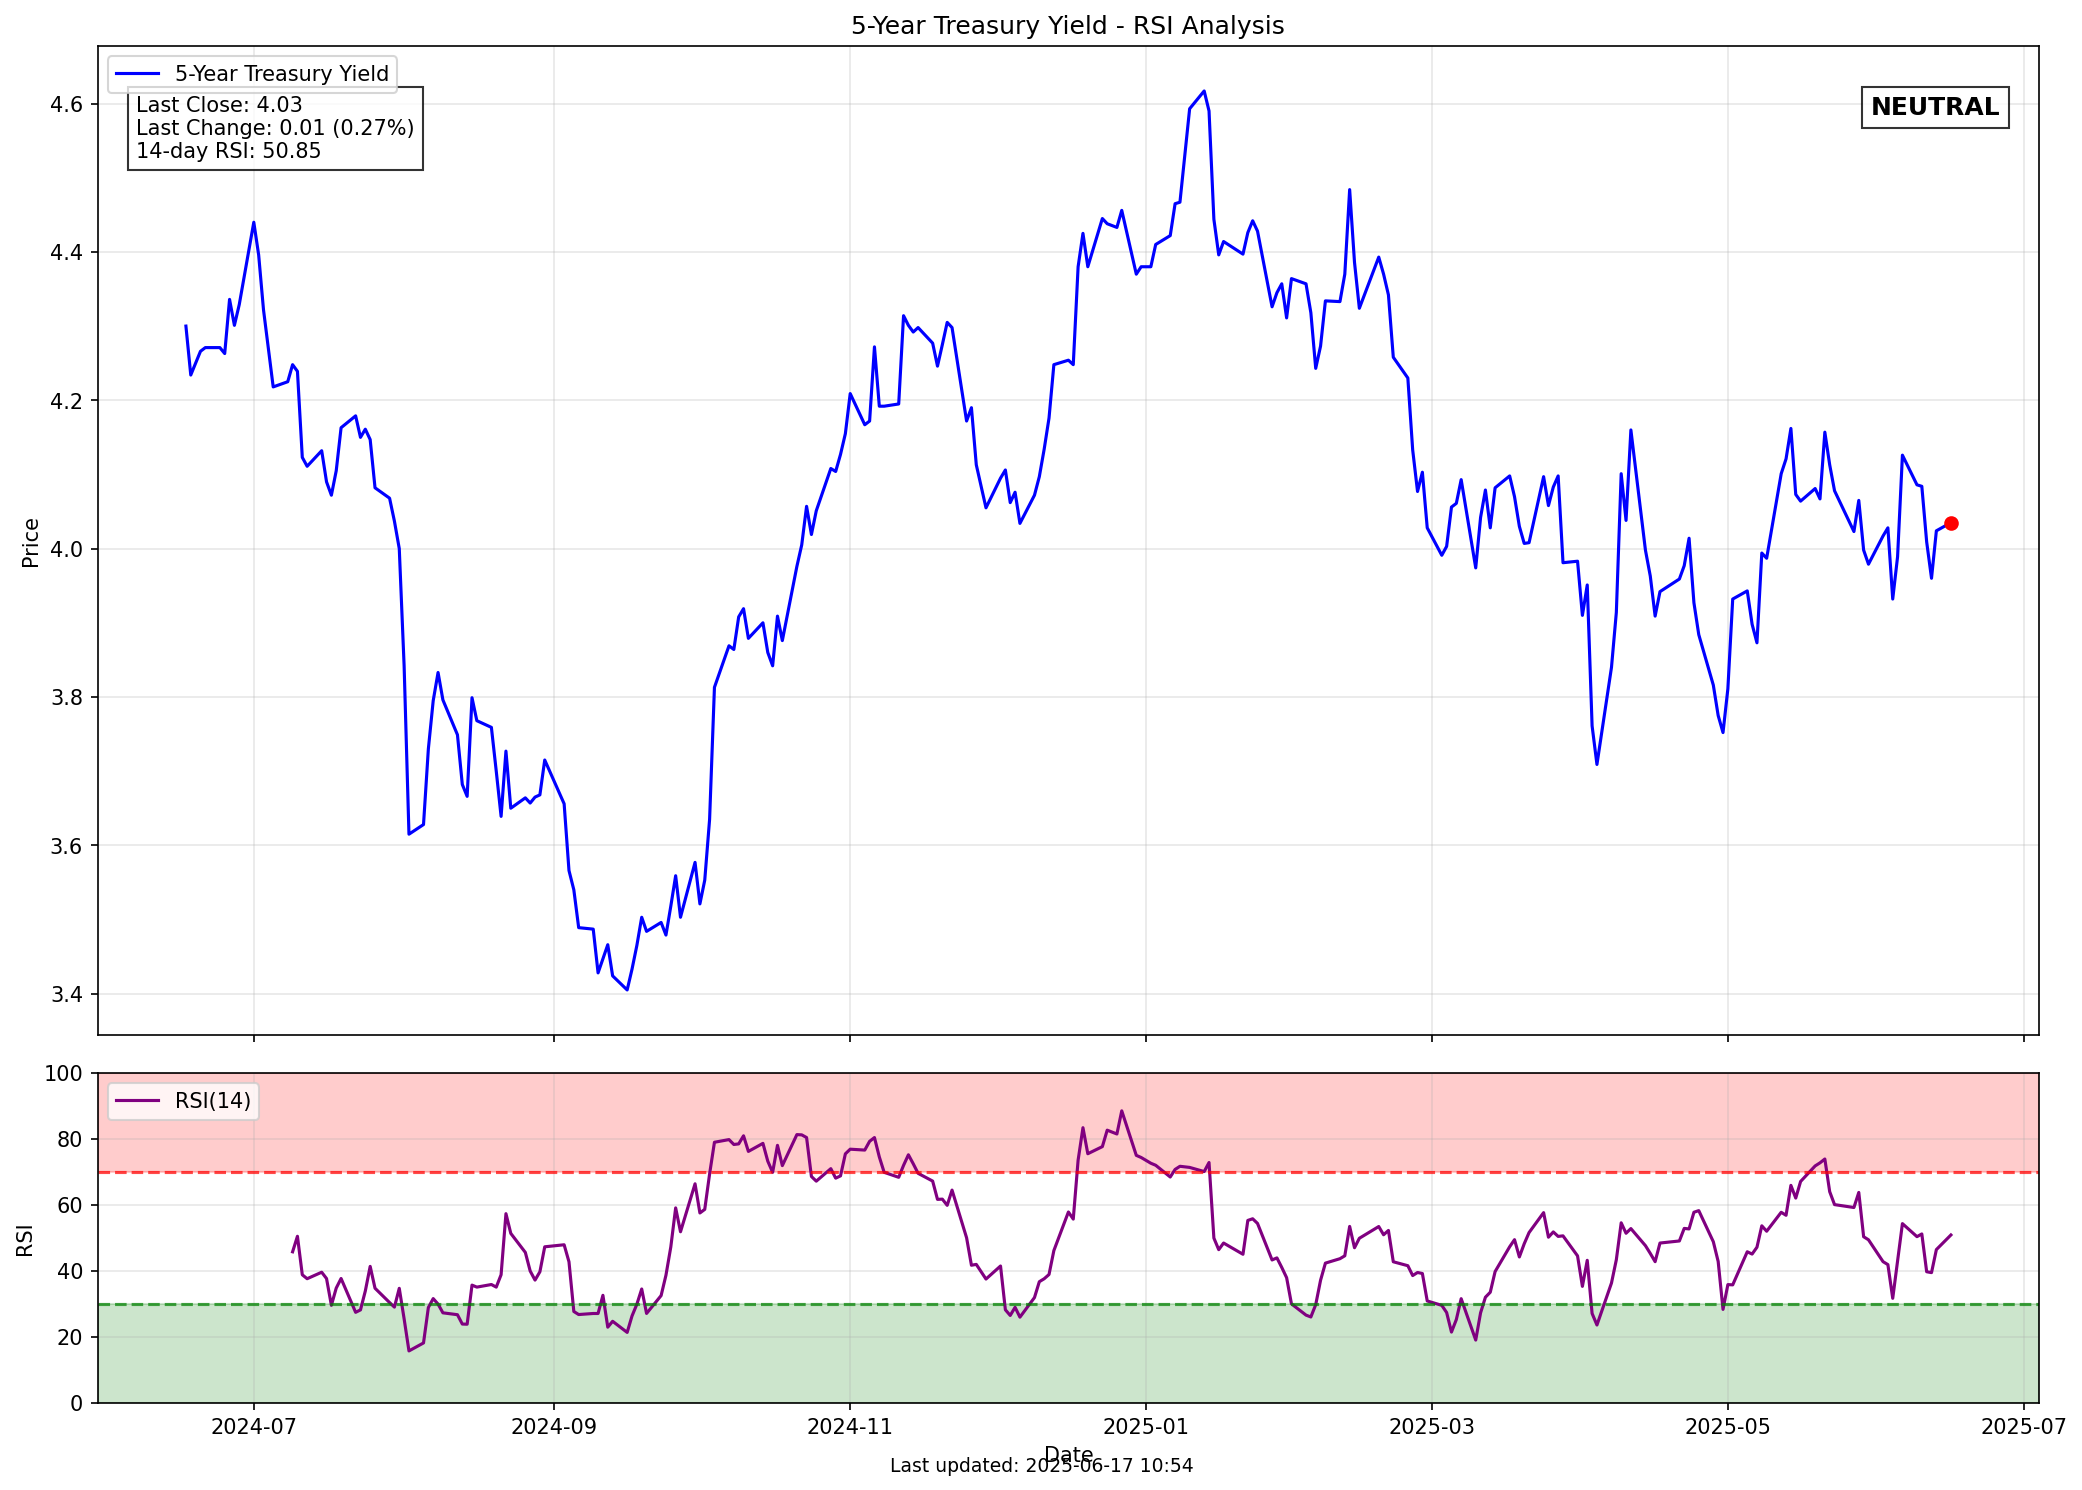 5-Year Treasury Yield - RSI Analysis
5-Year Treasury Yield
Last Close: 4.03
Last Change: 0.01 (0.27%)
14-day RSI: 50.85
NEUTRAL
Price
4.6
4.4
4.2
4.0
3.8
3.6
3.4
RSI(14)
RSI
100
80
60
40
20
0
2024-07
2024-09
2024-11
2025-01
2025-03
2025-05
2025-07
Date
Last updated: 2025-06-17 10:54